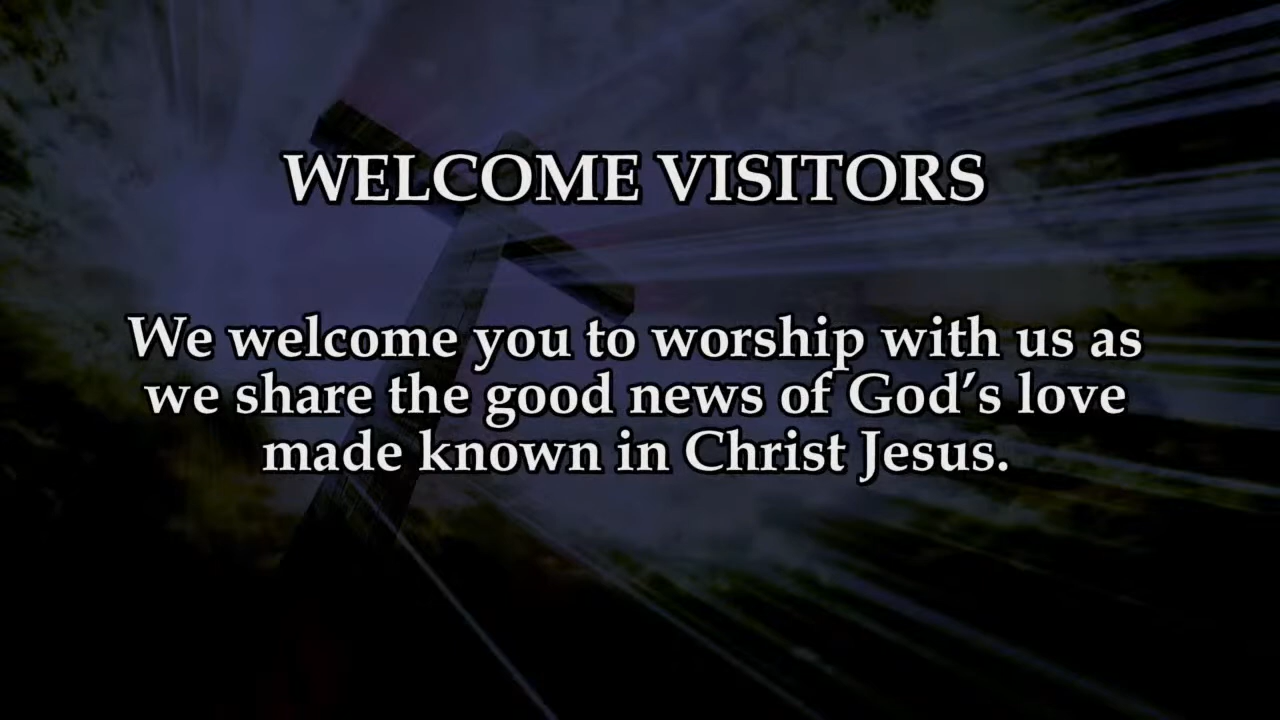 WELCOME VISITORS
We welcome you to worship with us as
we share the good news of God’s love
made known in Christ Jesus.